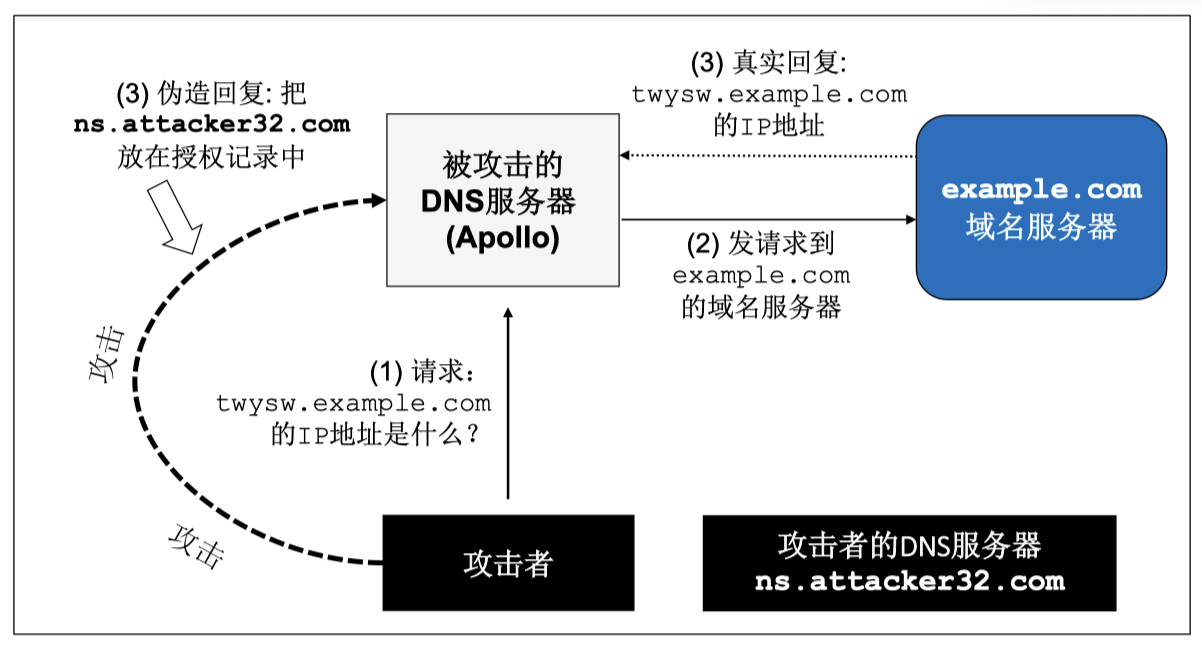 (3) 伪造回复: 把
ns.attacker32.com
放在授权记录中
(3) 真实回复:
twysw.example.com
的IP地址
被攻击的
DNS服务器
(Apollo)
example.com
域名服务器
(2) 发请求到
example.com
的域名服务器
攻击
(1) 请求：
twysw.example.com
的IP地址是什么？
攻击
攻击者
攻击者的DNS服务器
ns.attacker32.com